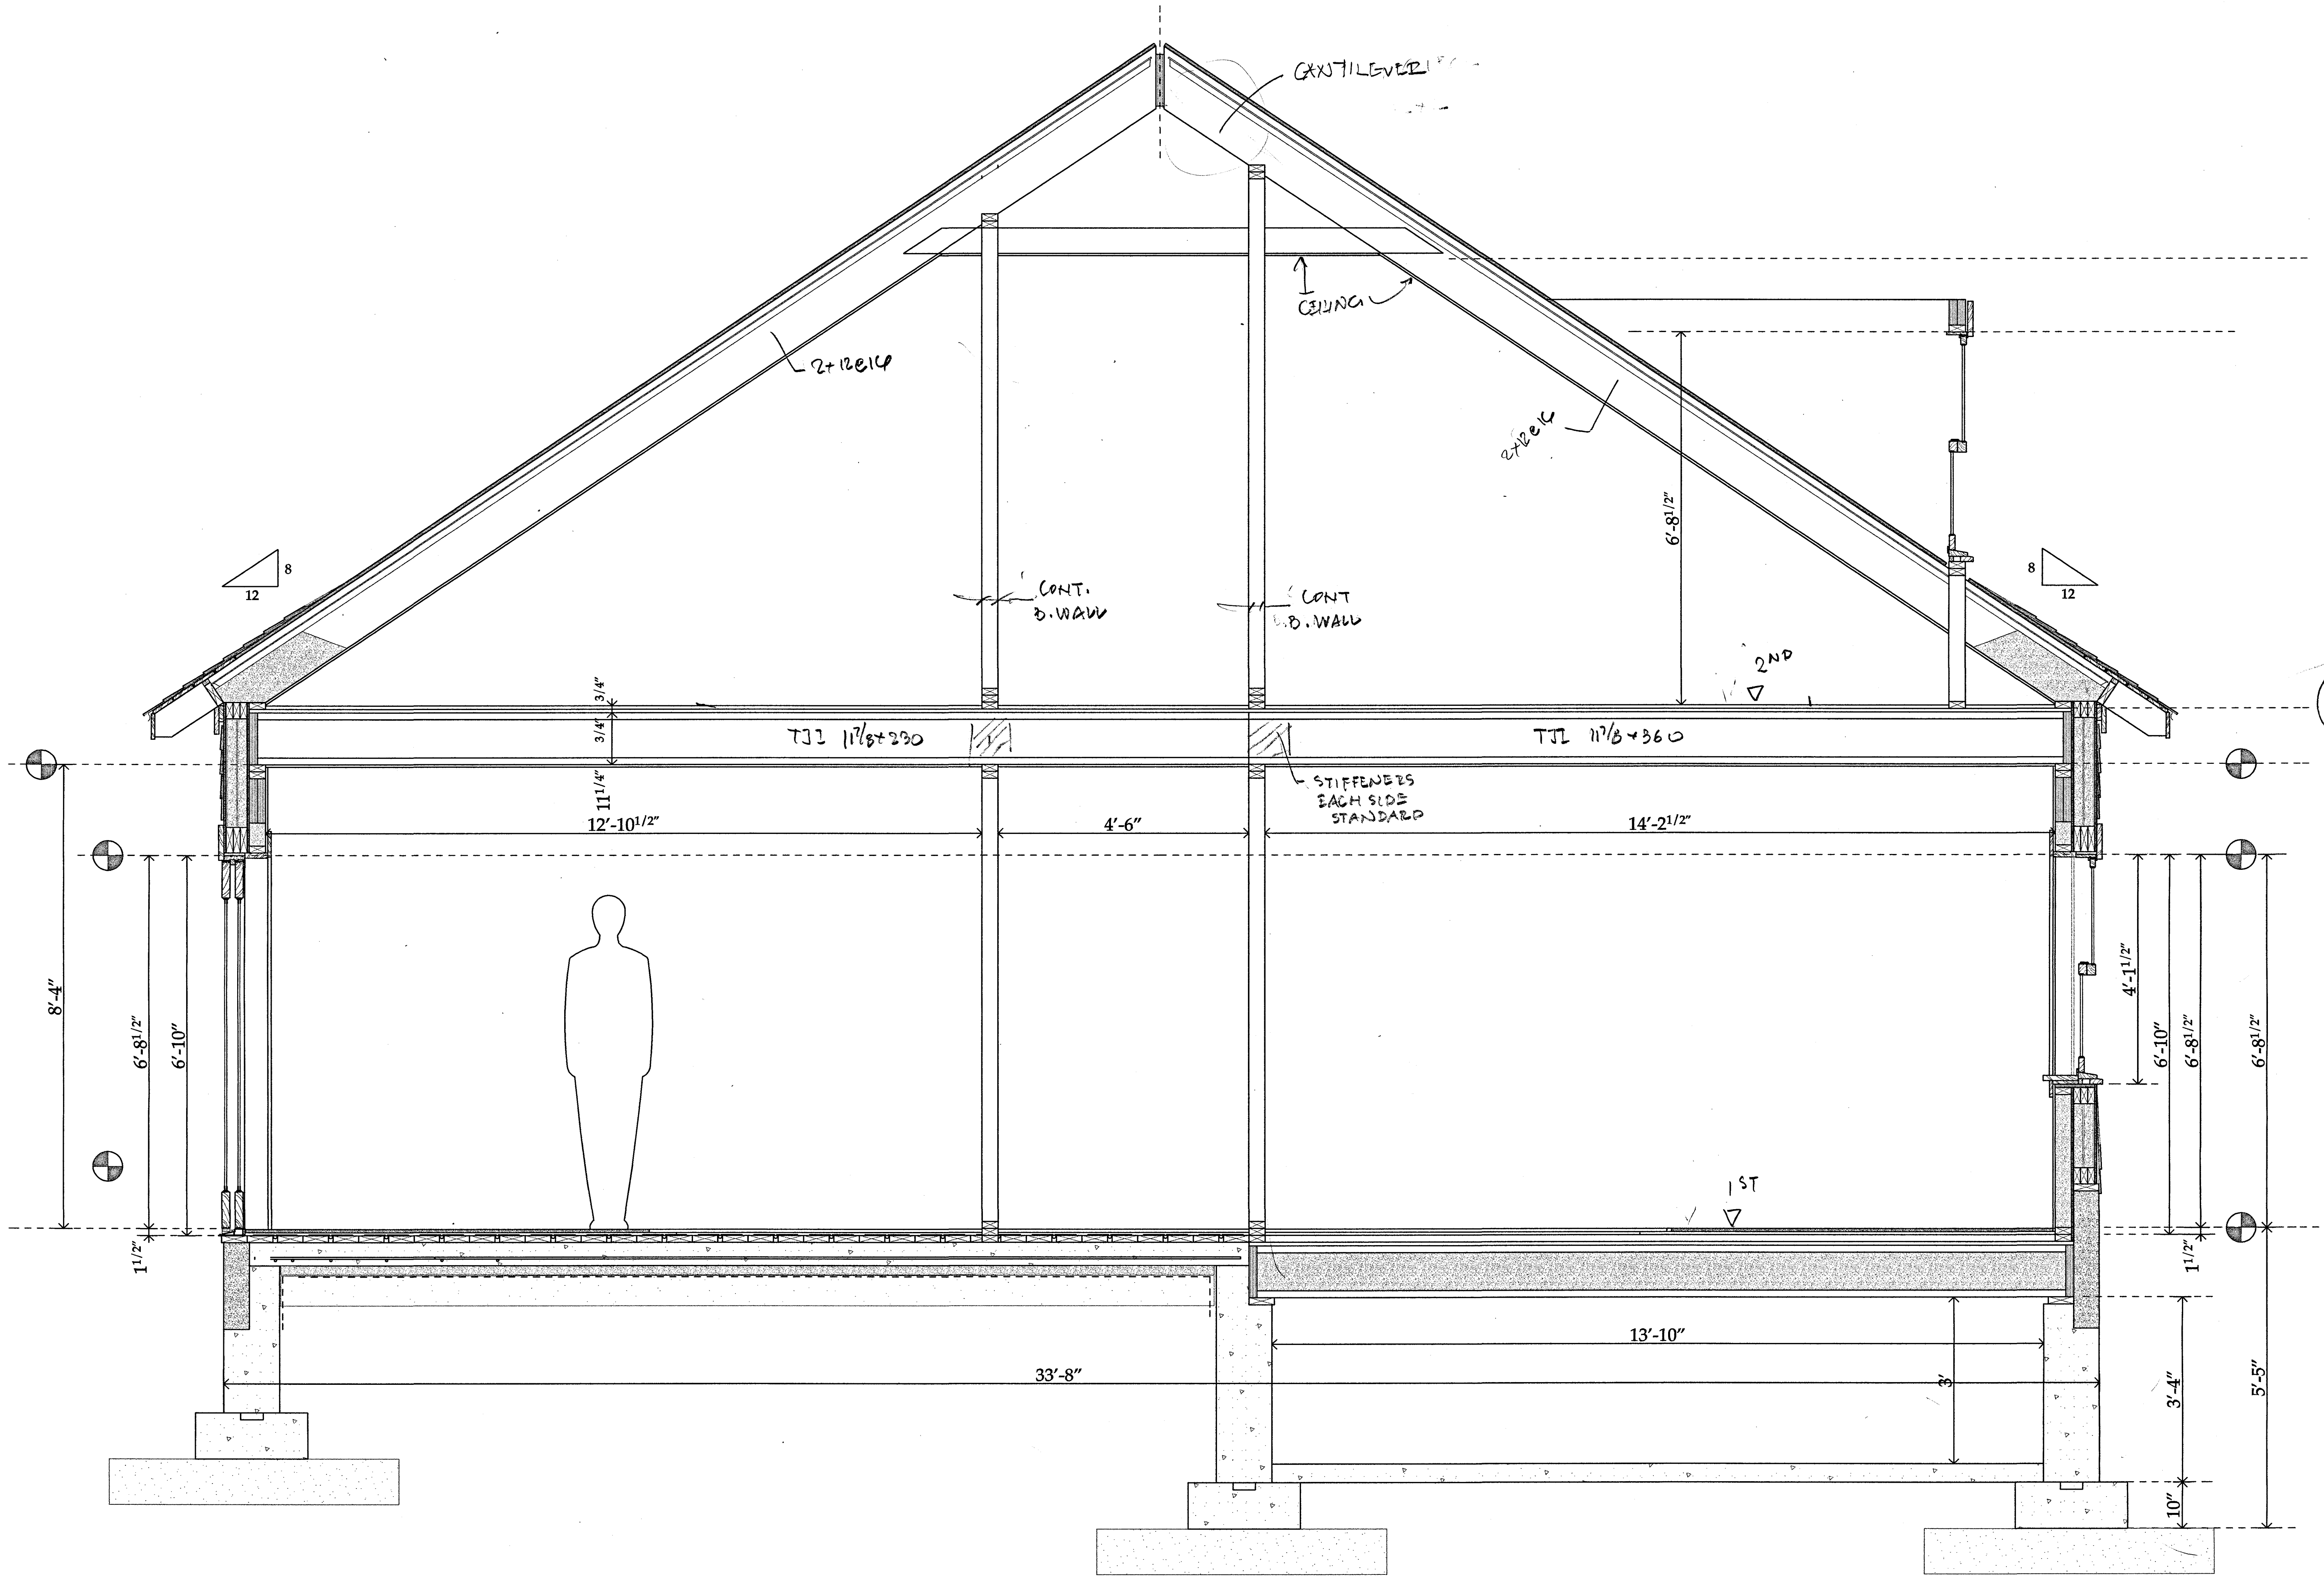 CANTILEVER
CEILING
2x12@16
2x12@16
6'-8 1/2"
8
12
8
12
CONT.
B. WALL
CONT
B. WALL
2ND
3/4"
3/4"
11 1/4"
TJI 11 7/8 x 230
TJI 11 7/8 x 360
STIFFENERS
EACH SIDE
STANDARD
12'-10 1/2"
4'-6"
14'-2 1/2"
8'-4"
6'-8 1/2"
6'-10"
1 1/2"
4'-1 1/2"
6'-10"
6'-8 1/2"
6'-8 1/2"
1ST
1 1/2"
13'-10"
33'-8"
3'
3'-4"
5'-5"
10"